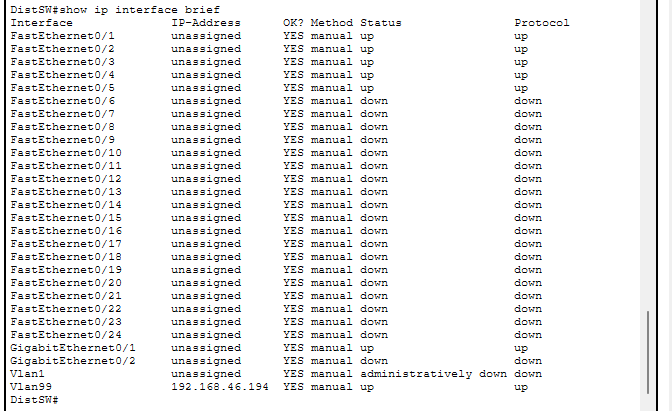 DistSW#show ip interface brief
Interface IP-Address OK? Method Status Protocol
FastEthernet0/1 unassigned YES manual up up
FastEthernet0/2 unassigned YES manual up up
FastEthernet0/3 unassigned YES manual up up
FastEthernet0/4 unassigned YES manual up up
FastEthernet0/5 unassigned YES manual up up
FastEthernet0/6 unassigned YES manual down down
FastEthernet0/7 unassigned YES manual down down
FastEthernet0/8 unassigned YES manual down down
FastEthernet0/9 unassigned YES manual down down
FastEthernet0/10 unassigned YES manual down down
FastEthernet0/11 unassigned YES manual down down
FastEthernet0/12 unassigned YES manual down down
FastEthernet0/13 unassigned YES manual down down
FastEthernet0/14 unassigned YES manual down down
FastEthernet0/15 unassigned YES manual down down
FastEthernet0/16 unassigned YES manual down down
FastEthernet0/17 unassigned YES manual down down
FastEthernet0/18 unassigned YES manual down down
FastEthernet0/19 unassigned YES manual down down
FastEthernet0/20 unassigned YES manual down down
FastEthernet0/21 unassigned YES manual down down
FastEthernet0/22 unassigned YES manual down down
FastEthernet0/23 unassigned YES manual down down
FastEthernet0/24 unassigned YES manual down down
GigabitEthernet0/1 unassigned YES manual up up
GigabitEthernet0/2 unassigned YES manual down down
Vlan1 unassigned YES manual administratively down down
Vlan99 192.168.46.194 YES manual up up
DistSW#